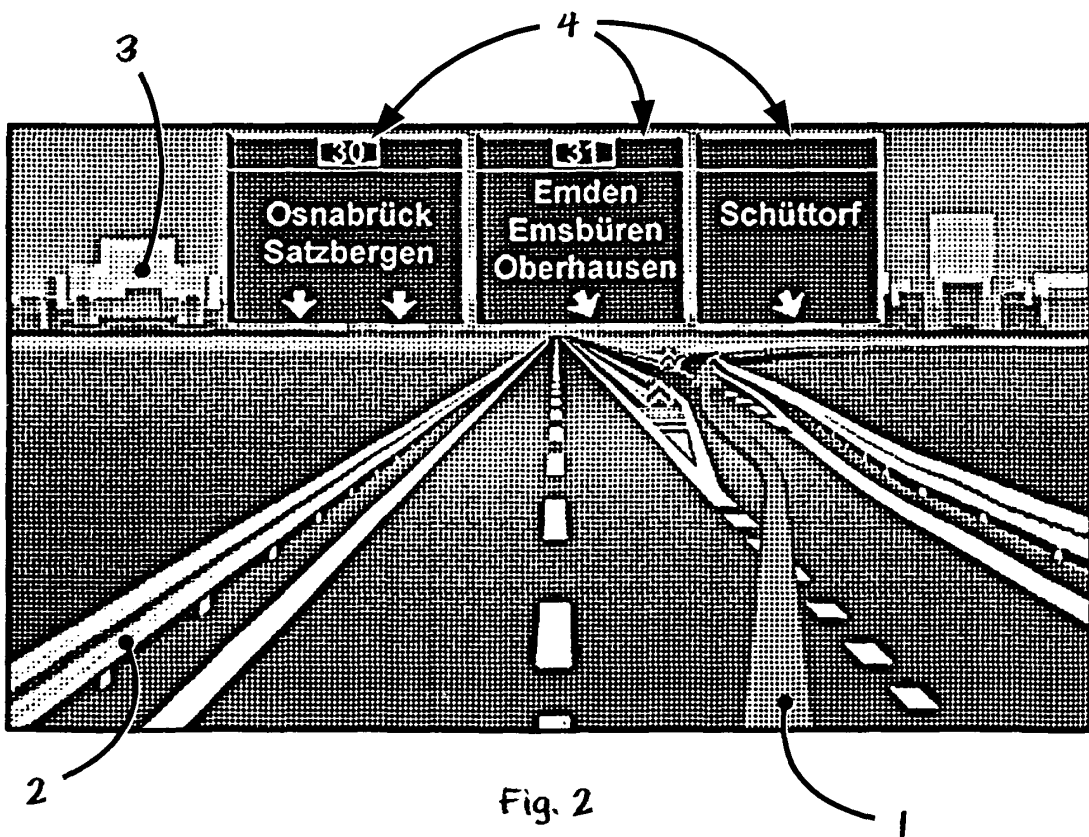 4
3
30
31
Osnabrück
Satzbergen
Emden
Emsbüren
Oberhausen
Schüttorf
2
Fig. 2
1